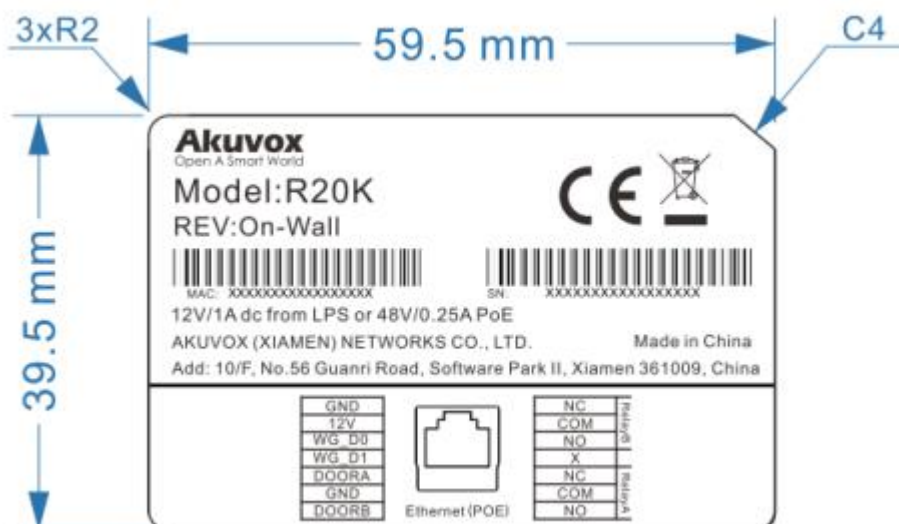 3xR2
59.5 mm
C4
39.5 mm
Akuvox
Open A Smart World
Model:R20K
REV:On-Wall
CE
MAC: XXXXXXXXXXXXXXXXX
SN: XXXXXXXXXXXXXXXXX
12V/1A dc from LPS or 48V/0.25A PoE
AKUVOX (XIAMEN) NETWORKS CO., LTD. Made in China
Add: 10/F, No.56 Guanri Road, Software Park II, Xiamen 361009, China
GND
12V
WG_D0
WG_D1
DOORA
GND
DOORB
Ethernet (POE)
NC
COM
NO
X
NC
COM
NO
RelayB
RelayA